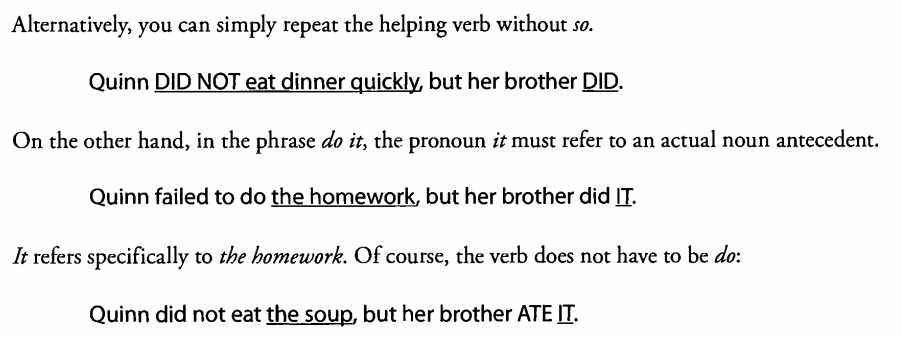 Alternatively, you can simply repeat the helping verb without so.
Quinn DID NOT eat dinner quickly, but her brother DID.
On the other hand, in the phrase do it, the pronoun it must refer to an actual noun antecedent.
Quinn failed to do the homework, but her brother did IT.
It refers specifically to the homework. Of course, the verb does not have to be do:
Quinn did not eat the soup, but her brother ATE IT.